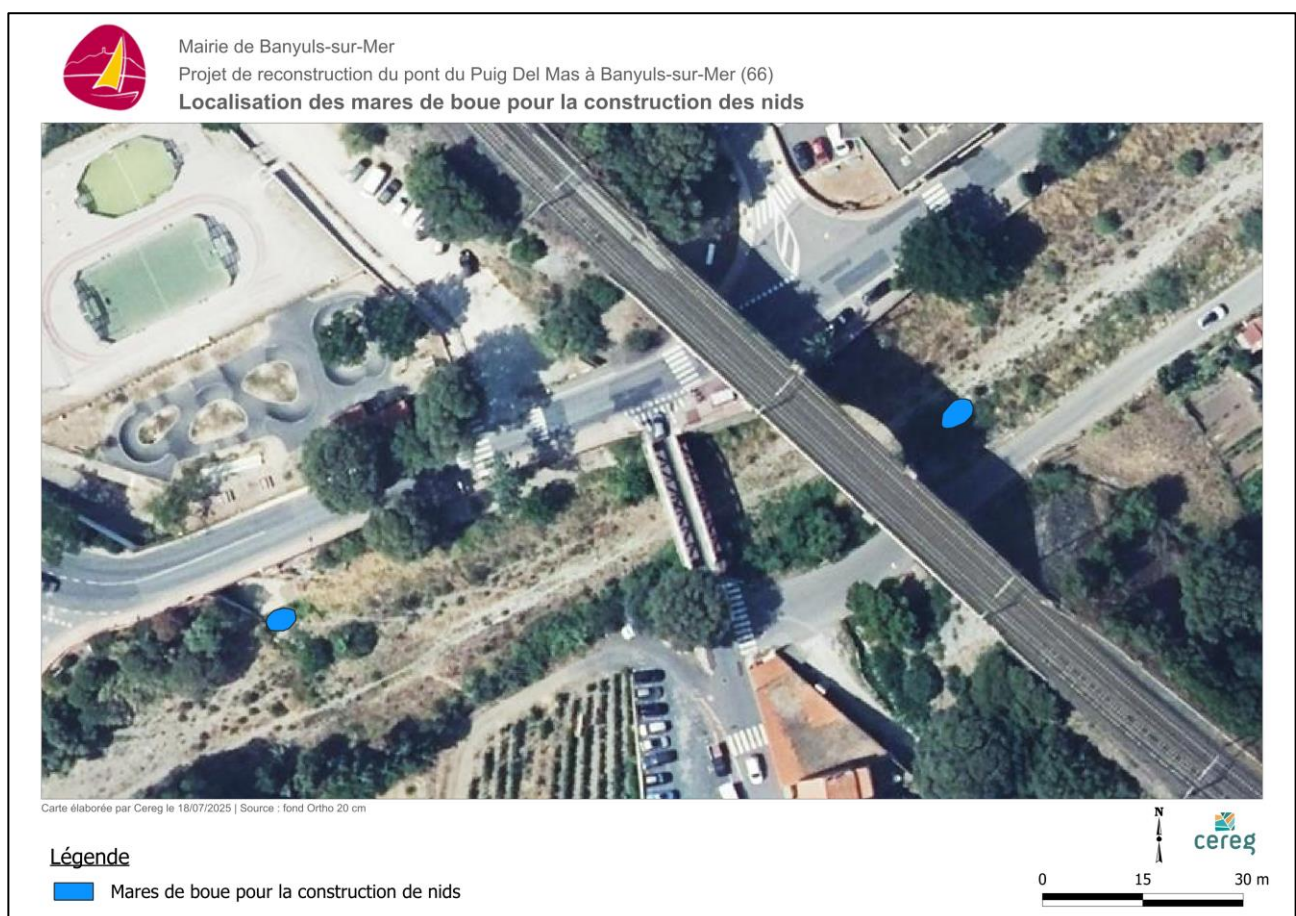 Mairie de Banyuls-sur-Mer
Projet de reconstruction du pont du Puig Del Mas à Banyuls-sur-Mer (66)
Localisation des mares de boue pour la construction des nids
Carte élaborée par Cereg le 18/07/2025 | Source : fond Ortho 20 cm
Légende
Mares de boue pour la construction de nids
N
cereg
0 15 30 m